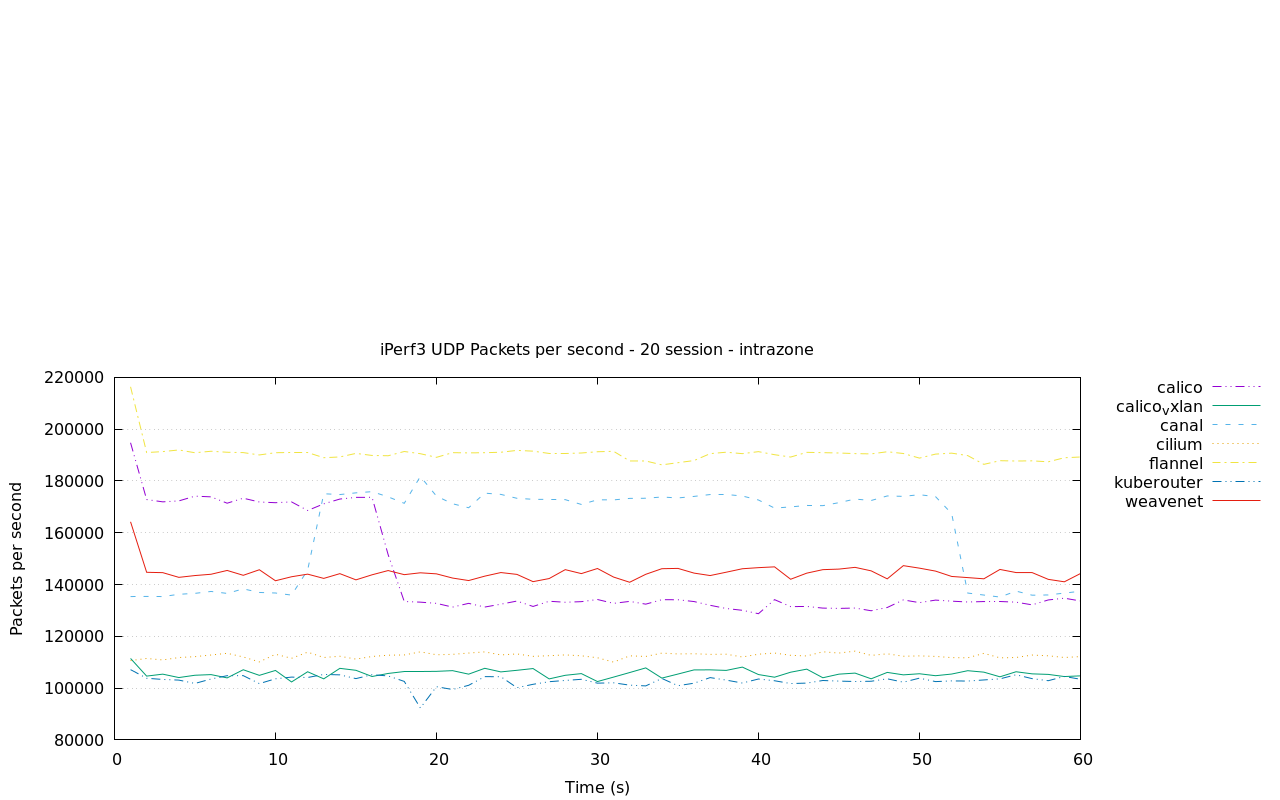 iPerf3 UDP Packets per second - 20 session - intrazone
220000
200000
180000
160000
140000
120000
100000
80000
Packets per second
0 10 20 30 40 50 60
Time (s)
calico
calicovxlan
canal
cilium
flannel
kuberouter
weavenet